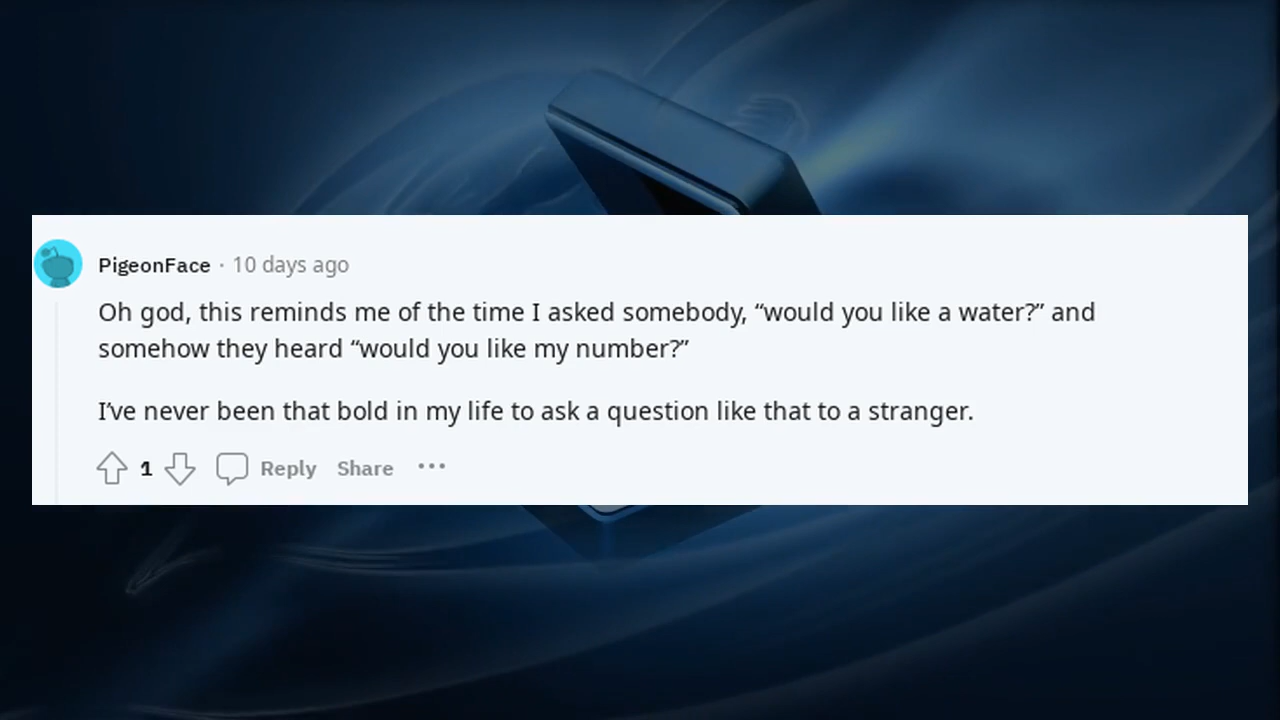 PigeonFace · 10 days ago
Oh god, this reminds me of the time I asked somebody, “would you like a water?” and
somehow they heard “would you like my number?”
I’ve never been that bold in my life to ask a question like that to a stranger.
1 Reply Share ···